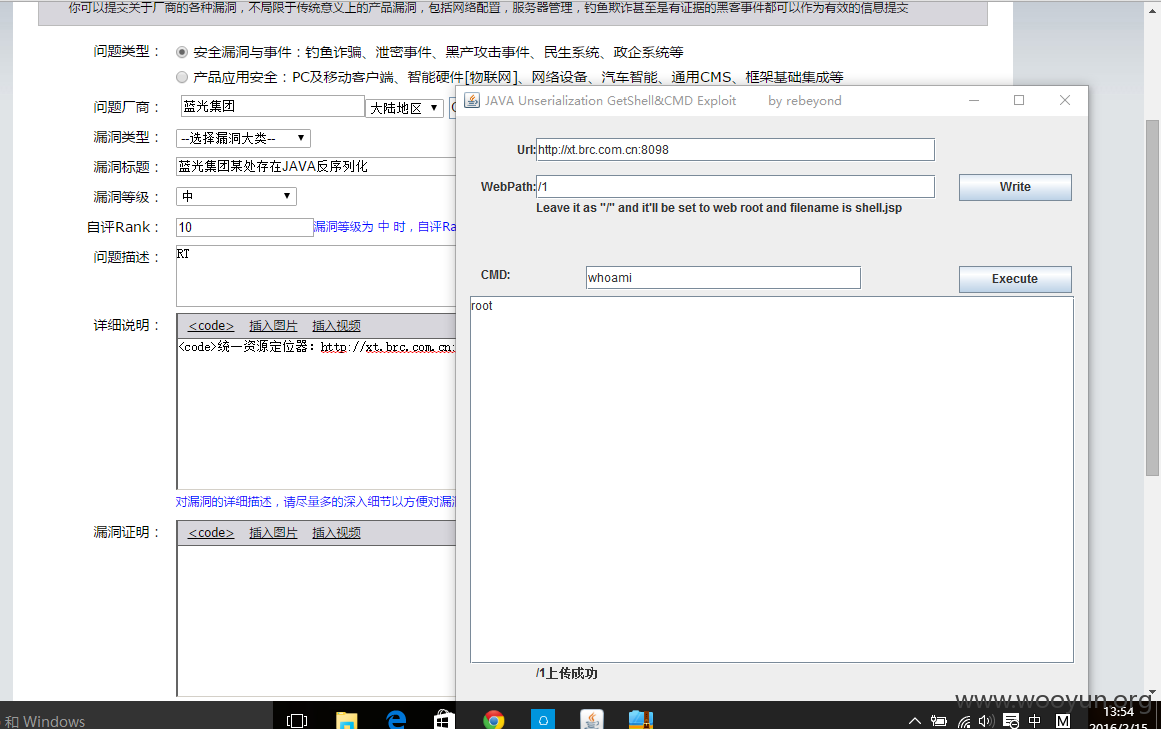 你可以提交关于厂商的各种漏洞，不局限于传统意义上的产品漏洞，包括网络配置，服务器管理，钓鱼欺诈甚至是有证据的黑客事件都可以作为有效的信息提交
问题类型： 安全漏洞与事件：钓鱼诈骗、泄密事件、黑产攻击事件、民生系统、政企系统等
产品应用安全：PC及移动客户端、智能硬件[物联网]、网络设备、汽车智能、通用CMS、框架基础集成等
问题厂商： 蓝光集团 大陆地区
漏洞类型： --选择漏洞大类--
漏洞标题： 蓝光集团某处存在JAVA反序列化
漏洞等级： 中
自评Rank： 10 漏洞等级为 中 时，自评Ra
问题描述： RT
详细说明： <code> 插入图片 插入视频
<code>统一资源定位器：http://xt.brc.com.cn:
对漏洞的详细描述，请尽量多的深入细节以方便对漏
漏洞证明： <code> 插入图片 插入视频
JAVA Unserialization GetShell&CMD Exploit by rebeyond
Url: http://xt.brc.com.cn:8098
WebPath: /1 Write
Leave it as "/" and it'll be set to web root and filename is shell.jsp
CMD: whoami Execute
root
/1上传成功
www.wooyun.org
和 Windows
中 M 13:54
2016/2/15